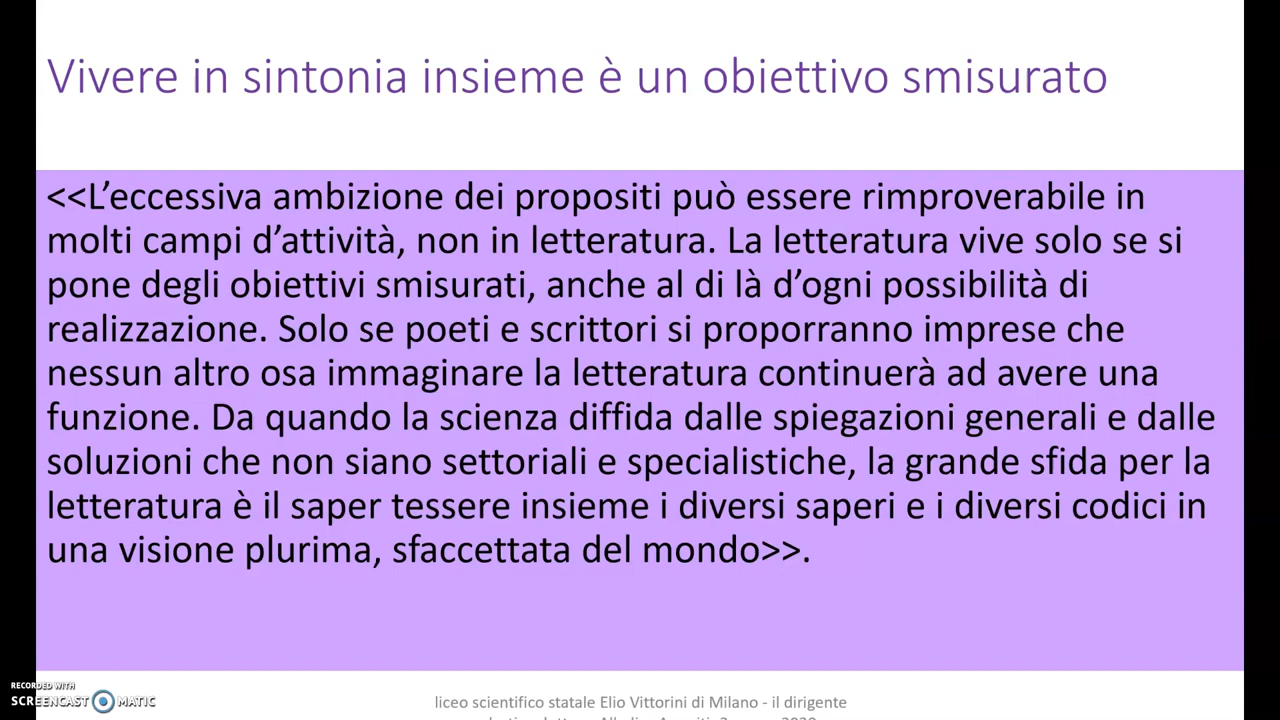 Vivere in sintonia insieme è un obiettivo smisurato
<<L’eccessiva ambizione dei propositi può essere rimproverabile in
molti campi d’attività, non in letteratura. La letteratura vive solo se si
pone degli obiettivi smisurati, anche al di là d’ogni possibilità di
realizzazione. Solo se poeti e scrittori si proporranno imprese che
nessun altro osa immaginare la letteratura continuerà ad avere una
funzione. Da quando la scienza diffida dalle spiegazioni generali e dalle
soluzioni che non siano settoriali e specialistiche, la grande sfida per la
letteratura è il saper tessere insieme i diversi saperi e i diversi codici in
una visione plurima, sfaccettata del mondo>>.
RECORDED WITH
SCREENCAST MATIC
liceo scientifico statale Elio Vittorini di Milano - il dirigente